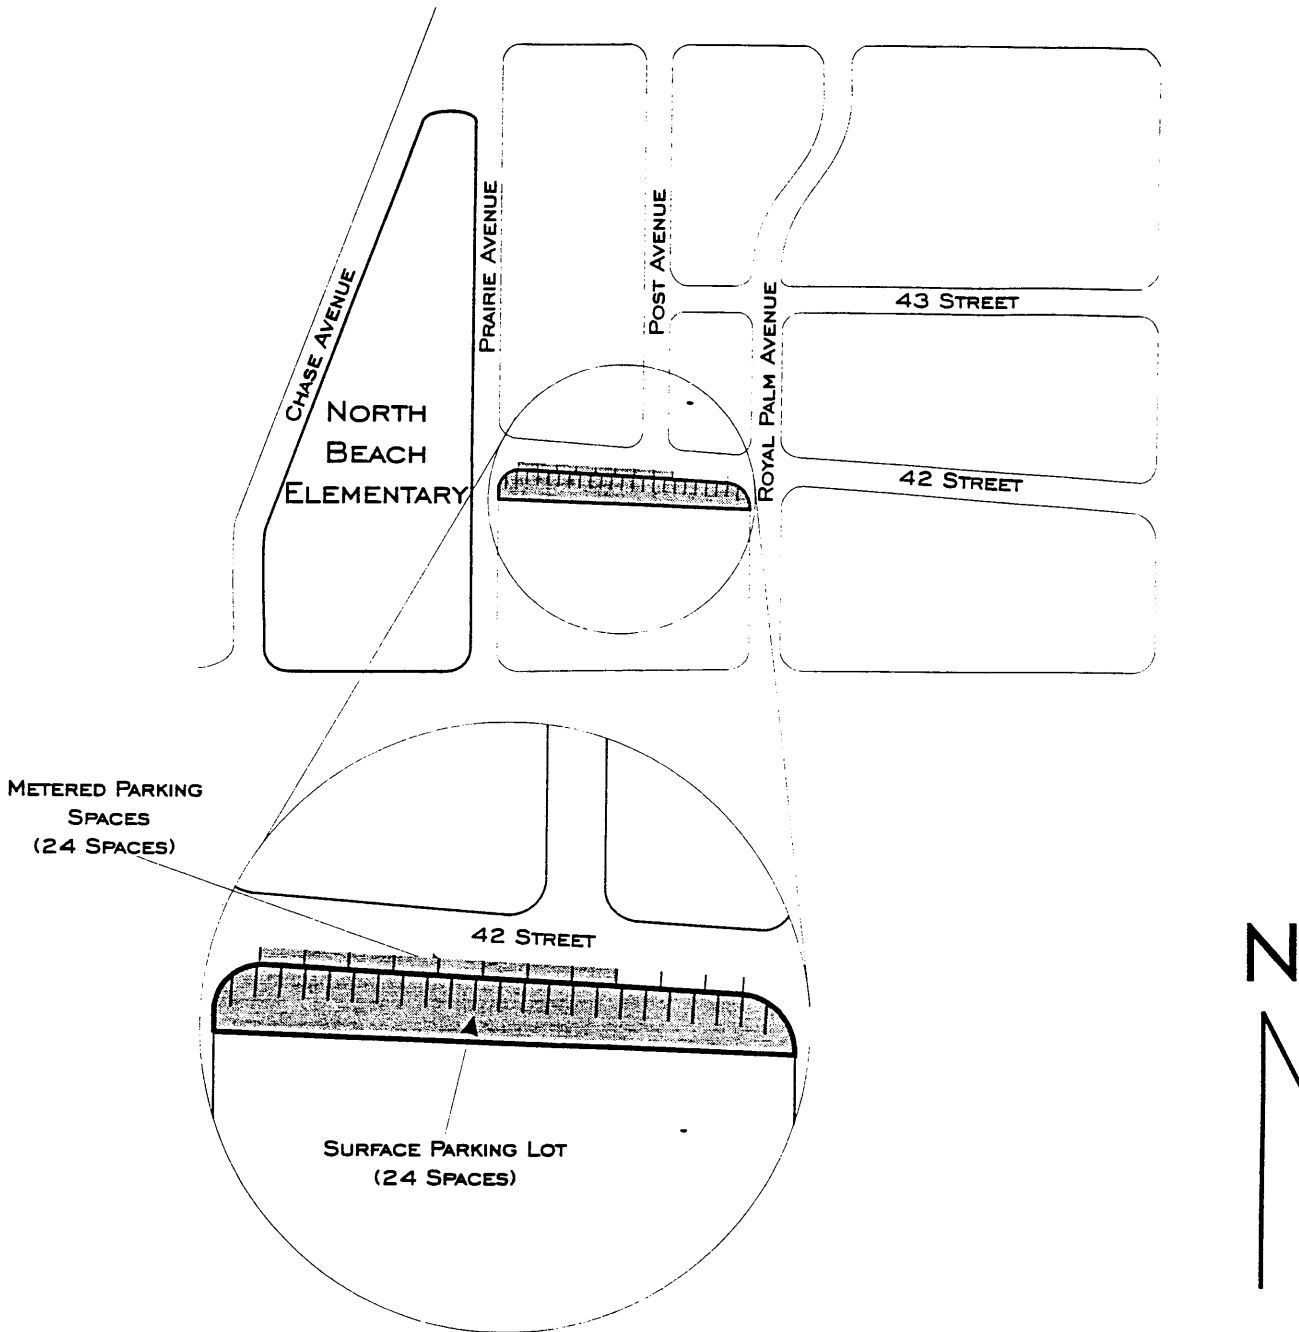 CHASE AVENUE
PRAIRIE AVENUE
POST AVENUE
ROYAL PALM AVENUE
43 STREET
NORTH
BEACH
ELEMENTARY
42 STREET
METERED PARKING
SPACES
(24 SPACES)
42 STREET
N
SURFACE PARKING LOT
(24 SPACES)